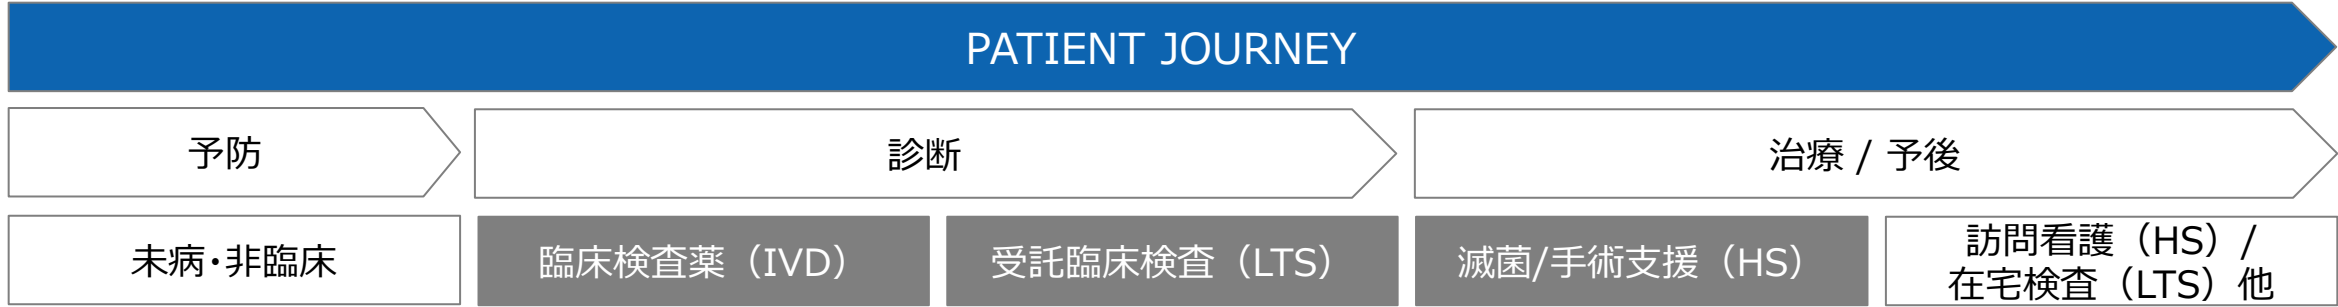 PATIENT JOURNEY
予防
診断
治療 / 予後
未病・非臨床
臨床検査薬（IVD）
受託臨床検査（LTS）
滅菌/手術支援（HS）
訪問看護（HS）/
在宅検査（LTS）他